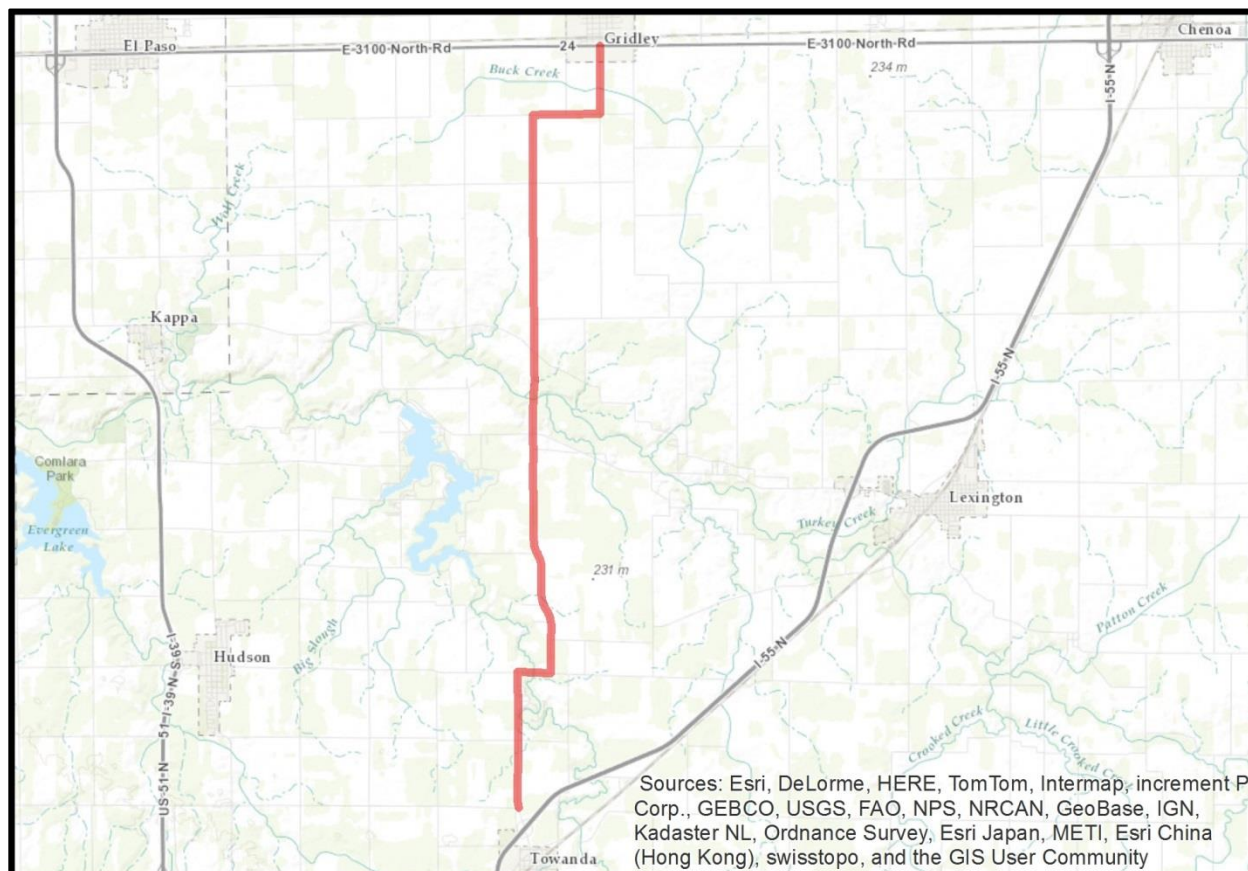 El Paso
E-3100-North-Rd
24
Gridley
E-3100-North-Rd
Chenoa
Buck Creek
234 m
I-55-N
Wolf Creek
Kappa
I-55-N
Comlara
Park
Lexington
Evergreen
Lake
Turkey Creek
231 m
Patton Creek
Big Slough
Hudson
I-39-N-S-63-I
I-55-N
51
US-51-N
Crooked Creek
Little Crooked Cre
Sources: Esri, DeLorme, HERE, TomTom, Intermap, increment P
Corp., GEBCO, USGS, FAO, NPS, NRCAN, GeoBase, IGN,
Kadaster NL, Ordnance Survey, Esri Japan, METI, Esri China
(Hong Kong), swisstopo, and the GIS User Community
Towanda